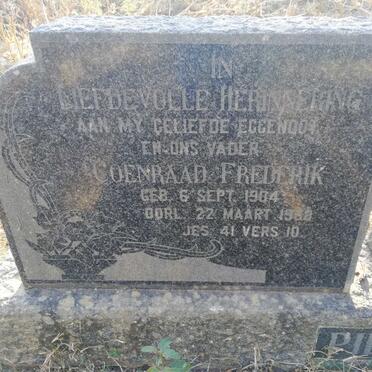 IN
LIEFDEVOLLE HERINNERING
AAN MY GELIEFDE EGGENOOT
EN ONS VADER
COENRAAD FREDERIK
GEB. 6 SEPT. 1904
OORL. 22 MAART
JES. 41 VERS 10.